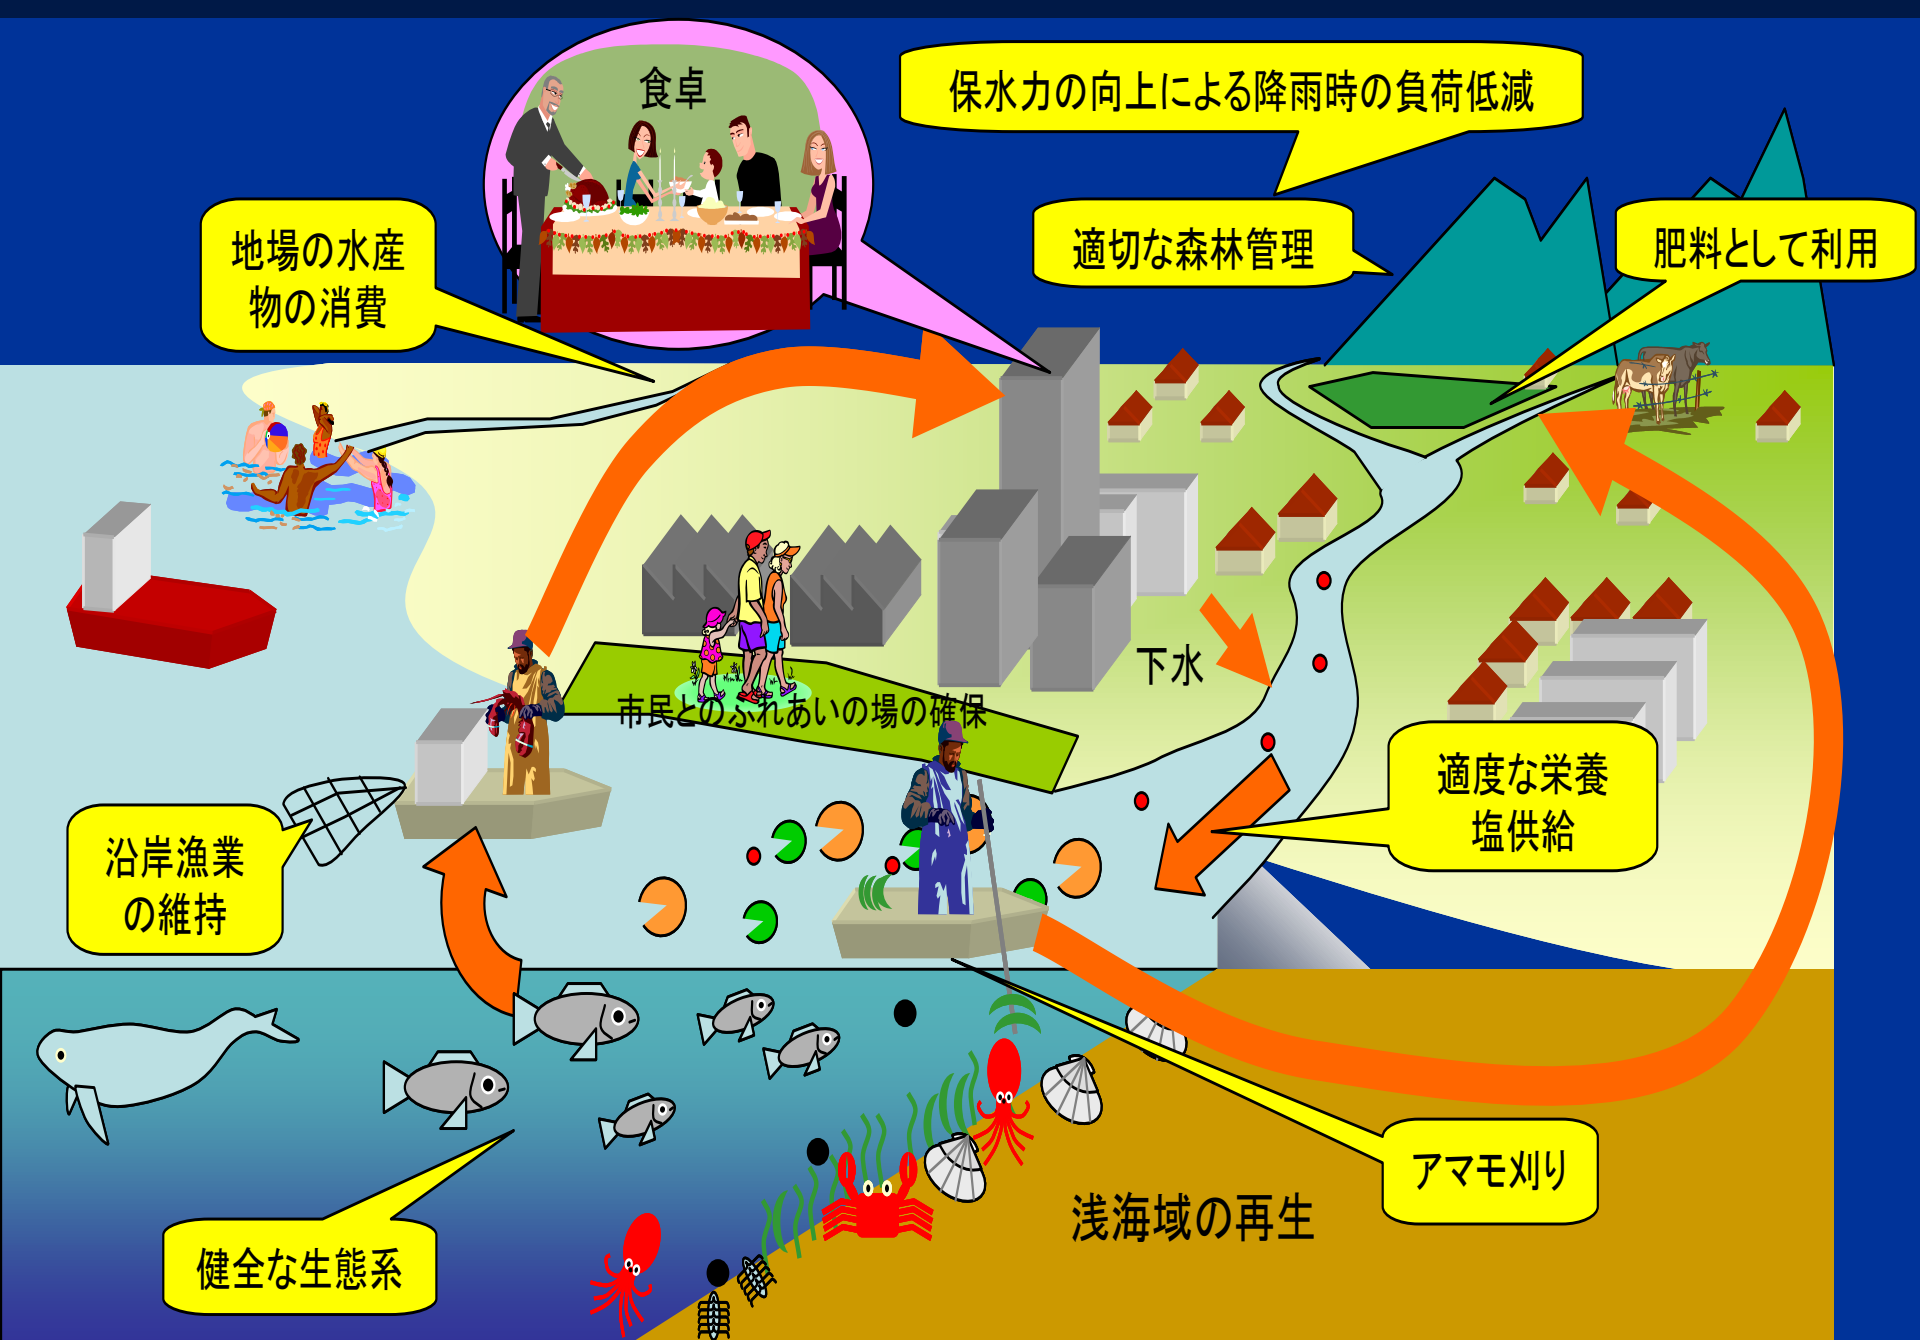 食卓
保水力の向上による降雨時の負荷低減
地場の水産
物の消費
適切な森林管理
肥料として利用
下水
市民とのふれあいの場の確保
適度な栄養
塩供給
沿岸漁業
の維持
アマモ刈り
浅海域の再生
健全な生態系